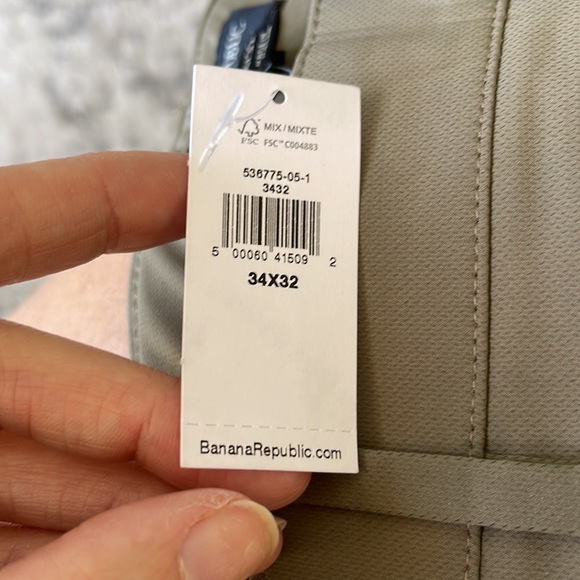 MIX/MIXTE
FSC FSC™ C004883
536775-05-1
3432
5 00060 41509 2
34X32
BananaRepublic.com